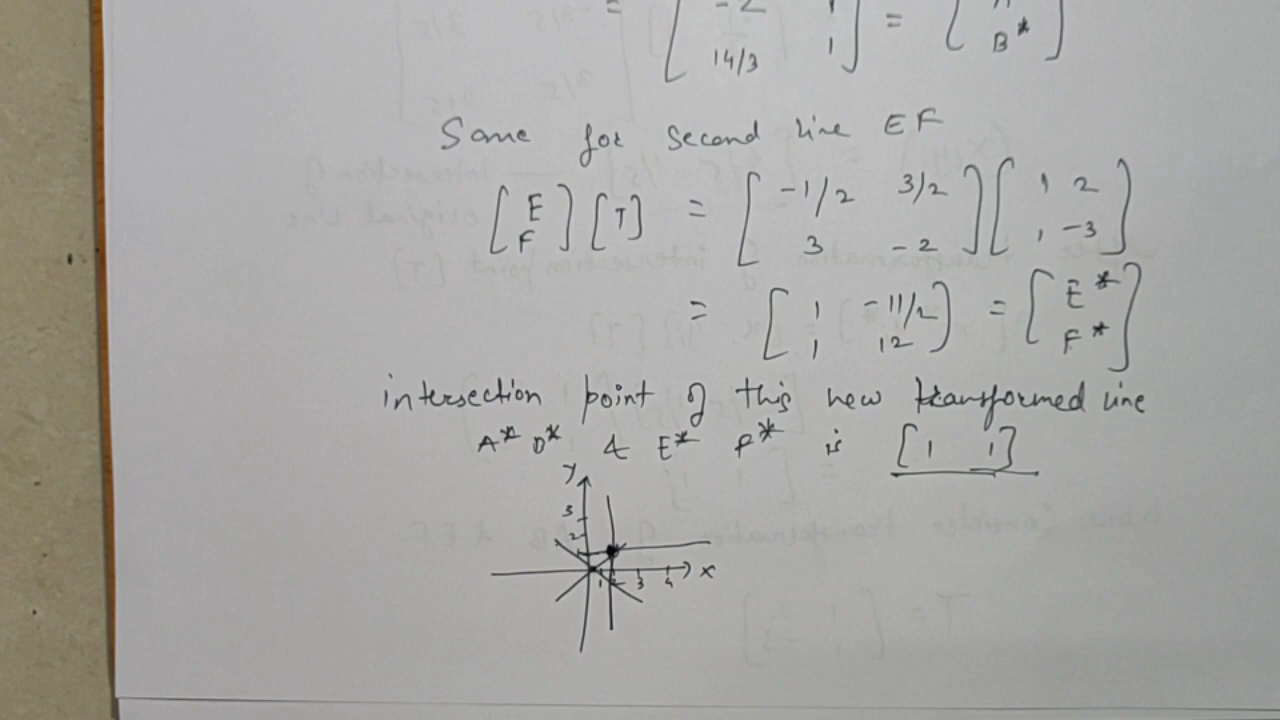 = [ -2 1
14/3 1 ] = [ A*
B* ]
Same for second line EF
[ E
F ] [T] = [ -1/2 3/2
3 -2 ] [ 1 2
1 -3 ]
= [ 1 -11/2
1 12 ] = [ E*
F* ]
intersection point of this new transformed line
A* D* & E* F* is [1 1]
y
3
2
1 2 3 4 x